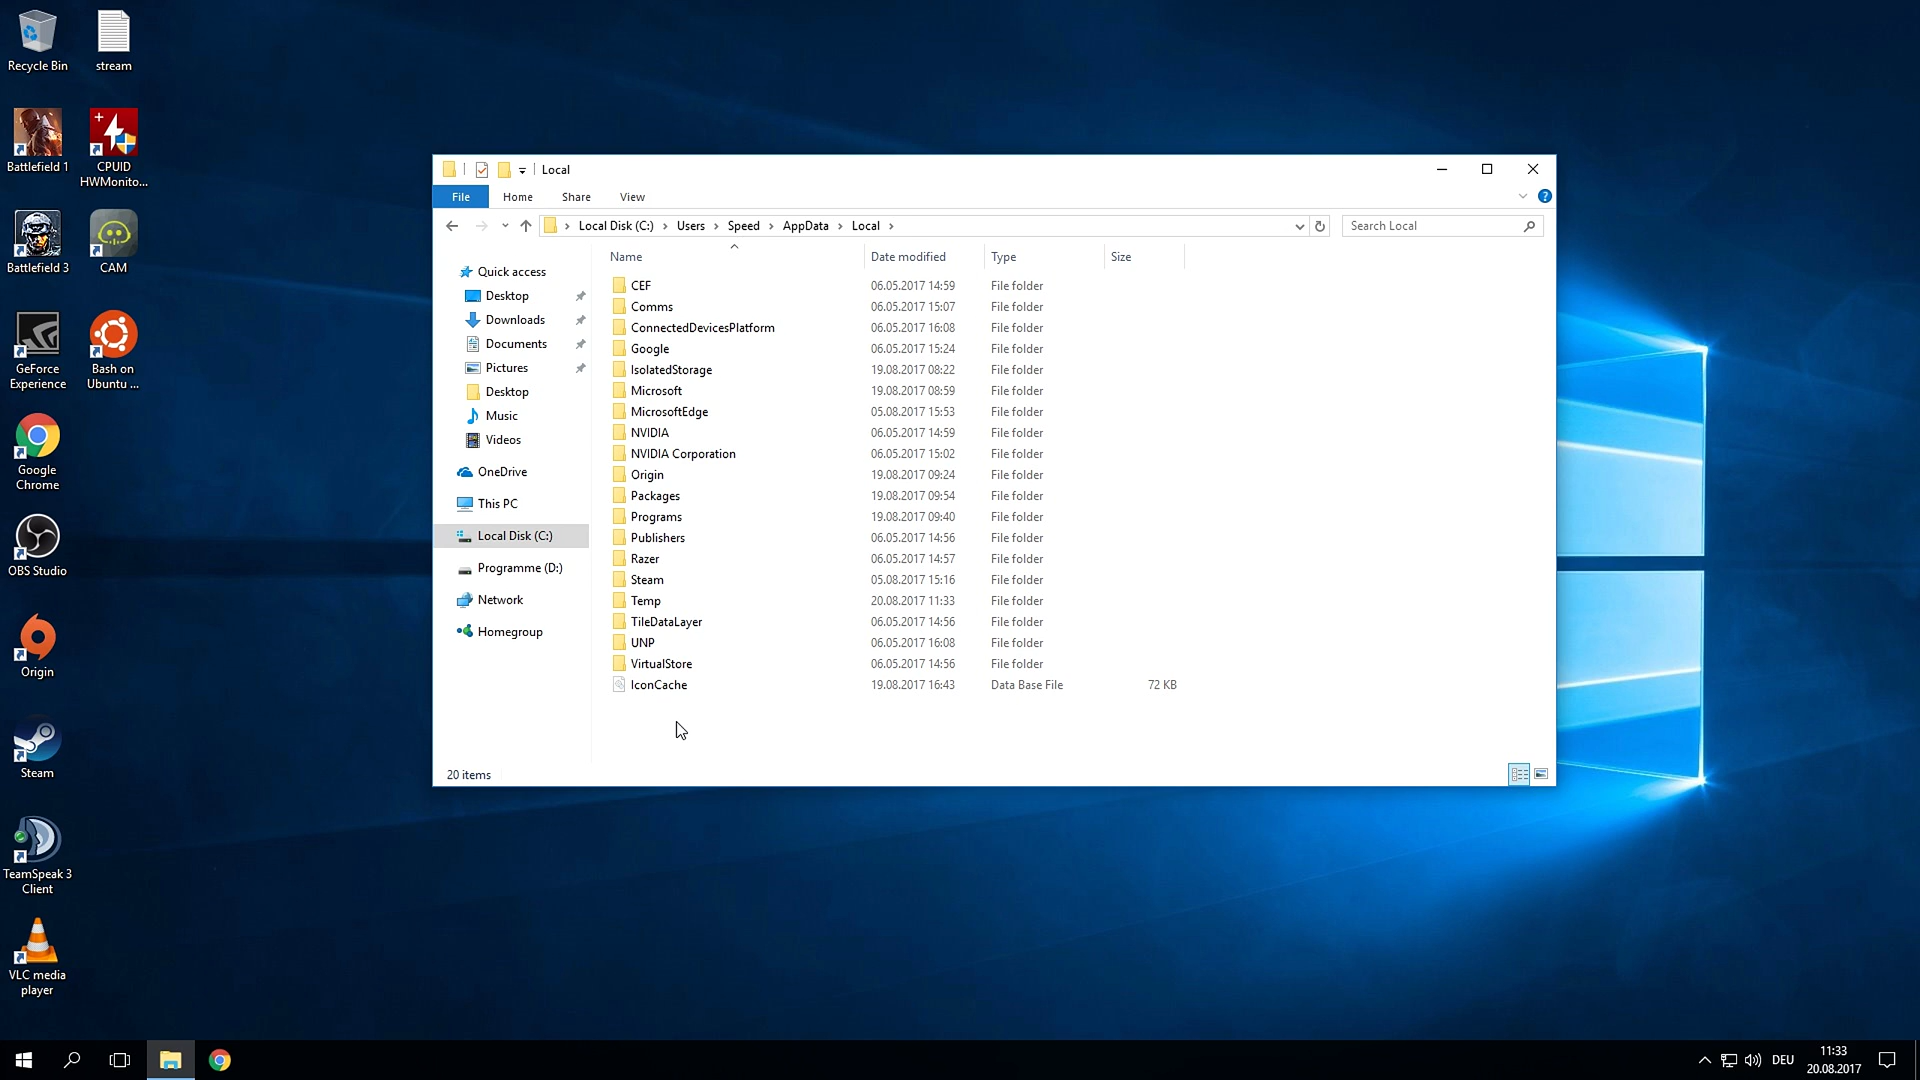 Recycle Bin
stream
Battlefield 1
CPUID
HWMonito...
Battlefield 3
CAM
GeForce
Experience
Bash on
Ubuntu ...
Google
Chrome
OBS Studio
Origin
Steam
TeamSpeak 3
Client
VLC media
player
Local
File Home Share View
Local Disk (C:) Users Speed AppData Local
Search Local
Quick access
Desktop
Downloads
Documents
Pictures
Desktop
Music
Videos
OneDrive
This PC
Local Disk (C:)
Programme (D:)
Network
Homegroup
Name Date modified Type Size
CEF 06.05.2017 14:59 File folder
Comms 06.05.2017 15:07 File folder
ConnectedDevicesPlatform 06.05.2017 16:08 File folder
Google 06.05.2017 15:24 File folder
IsolatedStorage 19.08.2017 08:22 File folder
Microsoft 19.08.2017 08:59 File folder
MicrosoftEdge 05.08.2017 15:53 File folder
NVIDIA 06.05.2017 14:59 File folder
NVIDIA Corporation 06.05.2017 15:02 File folder
Origin 19.08.2017 09:24 File folder
Packages 19.08.2017 09:54 File folder
Programs 19.08.2017 09:40 File folder
Publishers 06.05.2017 14:56 File folder
Razer 06.05.2017 14:57 File folder
Steam 05.08.2017 15:16 File folder
Temp 20.08.2017 11:33 File folder
TileDataLayer 06.05.2017 14:56 File folder
UNP 06.05.2017 16:08 File folder
VirtualStore 06.05.2017 14:56 File folder
IconCache 19.08.2017 16:43 Data Base File 72 KB
20 items
DEU
11:33
20.08.2017